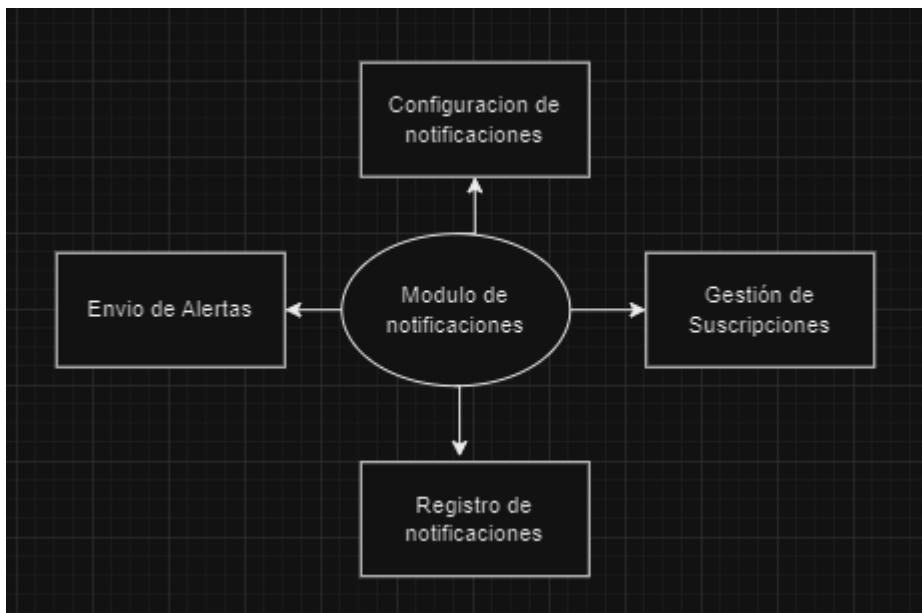 Configuracion de
notificaciones
Envio de Alertas
Modulo de
notificaciones
Gestión de
Suscripciones
Registro de
notificaciones